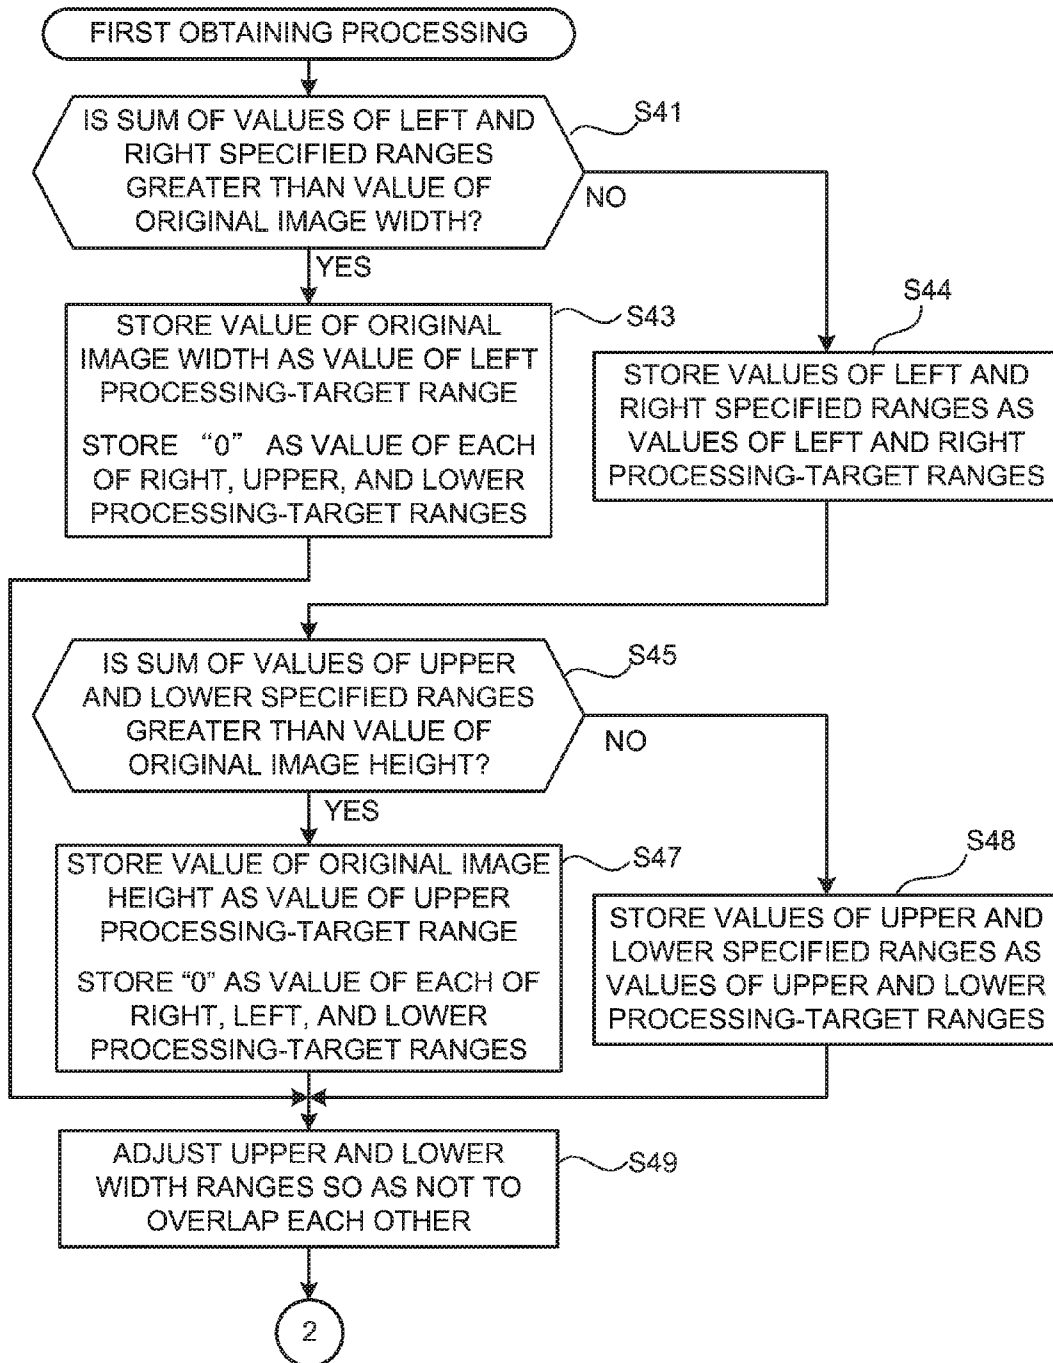 FIRST OBTAINING PROCESSING
IS SUM OF VALUES OF LEFT AND
RIGHT SPECIFIED RANGES
GREATER THAN VALUE OF
ORIGINAL IMAGE WIDTH?
S41
NO
YES
STORE VALUE OF ORIGINAL
IMAGE WIDTH AS VALUE OF LEFT
PROCESSING-TARGET RANGE
STORE “0” AS VALUE OF EACH
OF RIGHT, UPPER, AND LOWER
PROCESSING-TARGET RANGES
S43
S44
STORE VALUES OF LEFT AND
RIGHT SPECIFIED RANGES AS
VALUES OF LEFT AND RIGHT
PROCESSING-TARGET RANGES
IS SUM OF VALUES OF UPPER
AND LOWER SPECIFIED RANGES
GREATER THAN VALUE OF
ORIGINAL IMAGE HEIGHT?
S45
NO
YES
STORE VALUE OF ORIGINAL IMAGE
HEIGHT AS VALUE OF UPPER
PROCESSING-TARGET RANGE
STORE “0” AS VALUE OF EACH OF
RIGHT, LEFT, AND LOWER
PROCESSING-TARGET RANGES
S47
S48
STORE VALUES OF UPPER AND
LOWER SPECIFIED RANGES AS
VALUES OF UPPER AND LOWER
PROCESSING-TARGET RANGES
ADJUST UPPER AND LOWER
WIDTH RANGES SO AS NOT TO
OVERLAP EACH OTHER
S49
2